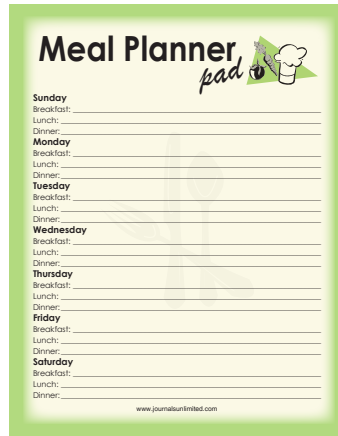 Meal Planner
pad
Sunday
Breakfast:
Lunch:
Dinner:
Monday
Breakfast:
Lunch:
Dinner:
Tuesday
Breakfast:
Lunch:
Dinner:
Wednesday
Breakfast:
Lunch:
Dinner:
Thursday
Breakfast:
Lunch:
Dinner:
Friday
Breakfast:
Lunch:
Dinner:
Saturday
Breakfast:
Lunch:
Dinner:
www.journalsunlimited.com